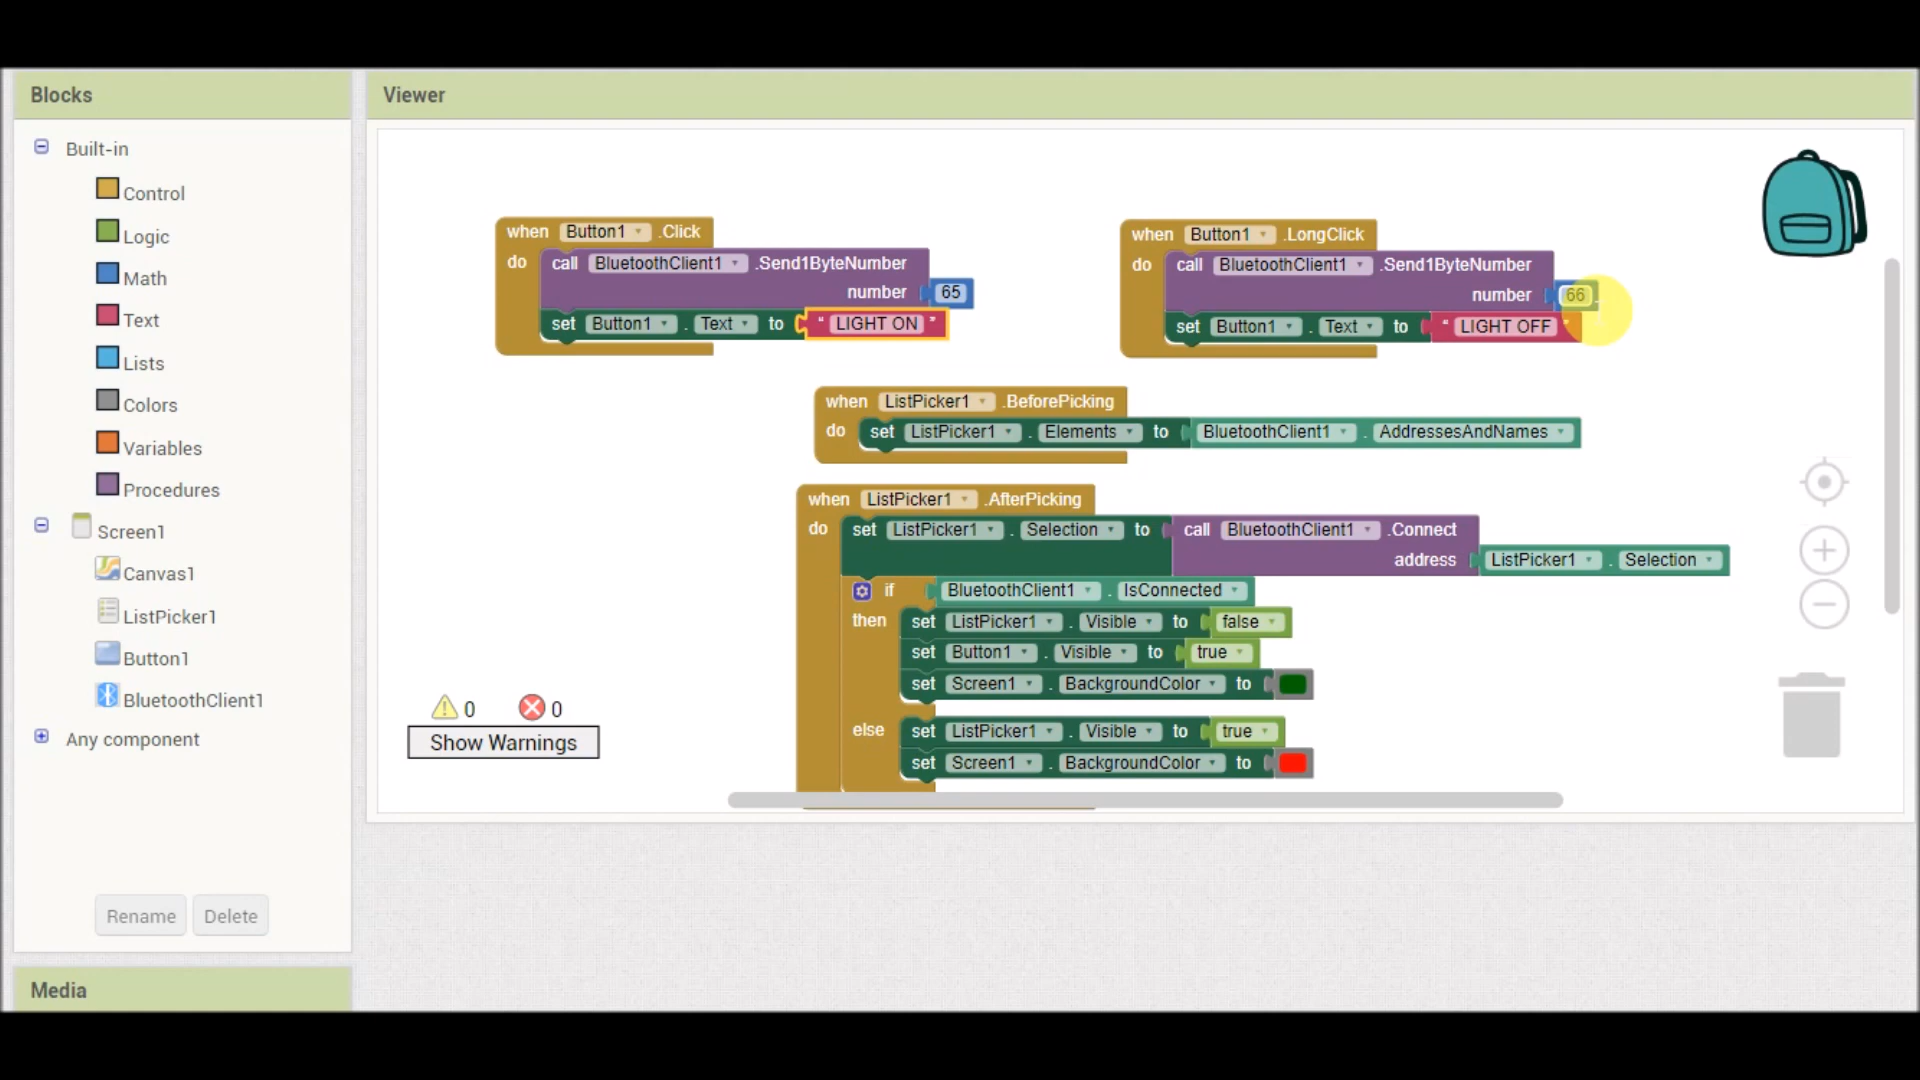 Blocks
Viewer
Built-in
Control
Logic
Math
Text
Lists
Colors
Variables
Procedures
Screen1
Canvas1
ListPicker1
Button1
BluetoothClient1
Any component
Rename Delete
Media
when Button1 .Click
do call BluetoothClient1 .Send1ByteNumber
number 65
set Button1 . Text to “ LIGHT ON ”
when Button1 .LongClick
do call BluetoothClient1 .Send1ByteNumber
number 66
set Button1 . Text to “ LIGHT OFF ”
when ListPicker1 .BeforePicking
do set ListPicker1 . Elements to BluetoothClient1 . AddressesAndNames
when ListPicker1 .AfterPicking
do set ListPicker1 . Selection to call BluetoothClient1 .Connect
address ListPicker1 . Selection
if BluetoothClient1 . IsConnected
then set ListPicker1 . Visible to false
set Button1 . Visible to true
set Screen1 . BackgroundColor to
else set ListPicker1 . Visible to true
set Screen1 . BackgroundColor to
0 0
Show Warnings